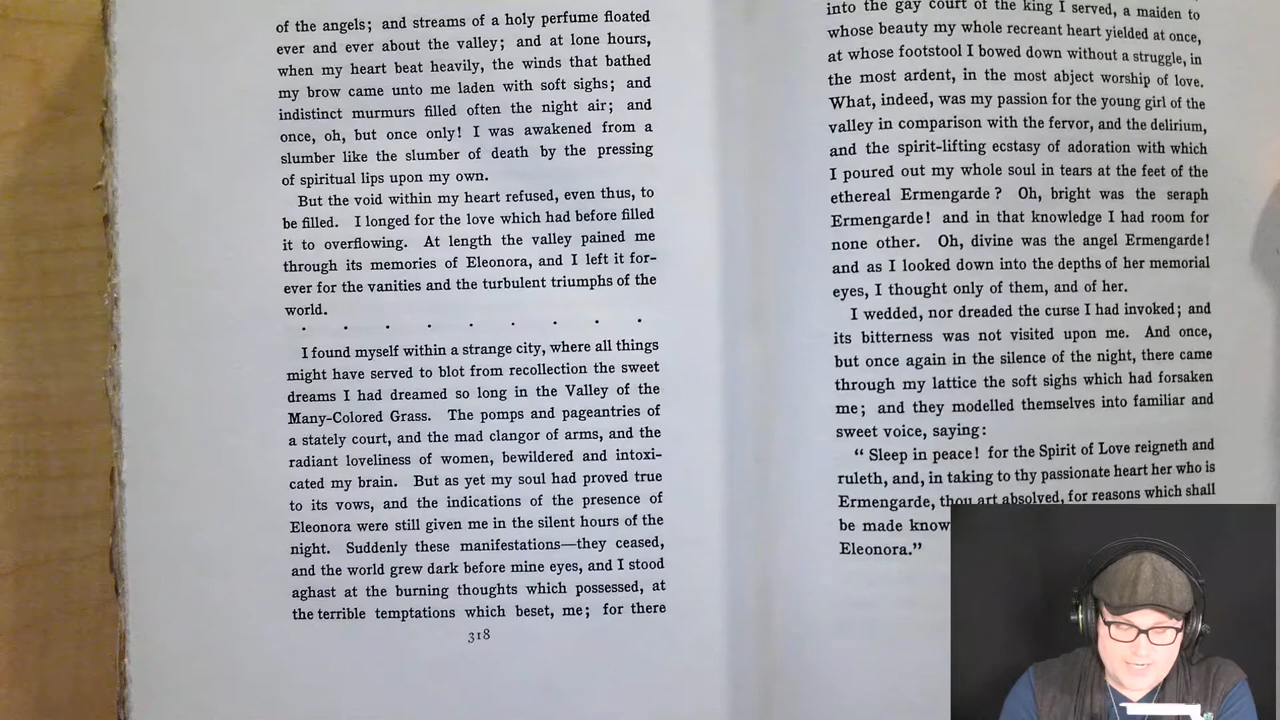 of the angels; and streams of a holy perfume floated
ever and ever about the valley; and at lone hours,
when my heart beat heavily, the winds that bathed
my brow came unto me laden with soft sighs; and
indistinct murmurs filled often the night air; and
once, oh, but once only! I was awakened from a
slumber like the slumber of death by the pressing
of spiritual lips upon my own.
But the void within my heart refused, even thus, to
be filled. I longed for the love which had before filled
it to overflowing. At length the valley pained me
through its memories of Eleonora, and I left it for-
ever for the vanities and the turbulent triumphs of the
world.
. . . . . . . . .
I found myself within a strange city, where all things
might have served to blot from recollection the sweet
dreams I had dreamed so long in the Valley of the
Many-Colored Grass. The pomps and pageantries of
a stately court, and the mad clangor of arms, and the
radiant loveliness of women, bewildered and intoxi-
cated my brain. But as yet my soul had proved true
to its vows, and the indications of the presence of
Eleonora were still given me in the silent hours of the
night. Suddenly these manifestations—they ceased,
and the world grew dark before mine eyes, and I stood
aghast at the burning thoughts which possessed, at
the terrible temptations which beset, me; for there
318
into the gay court of the king I served, a maiden to
whose beauty my whole recreant heart yielded at once,
at whose footstool I bowed down without a struggle, in
the most ardent, in the most abject worship of love.
What, indeed, was my passion for the young girl of the
valley in comparison with the fervor, and the delirium,
and the spirit-lifting ecstasy of adoration with which
I poured out my whole soul in tears at the feet of the
ethereal Ermengarde? Oh, bright was the seraph
Ermengarde! and in that knowledge I had room for
none other. Oh, divine was the angel Ermengarde!
and as I looked down into the depths of her memorial
eyes, I thought only of them, and of her.
I wedded, nor dreaded the curse I had invoked; and
its bitterness was not visited upon me. And once,
but once again in the silence of the night, there came
through my lattice the soft sighs which had forsaken
me; and they modelled themselves into familiar and
sweet voice, saying:
“Sleep in peace! for the Spirit of Love reigneth and
ruleth, and, in taking to thy passionate heart her who is
Ermengarde, thou art absolved, for reasons which shall
be made know
Eleonora.”